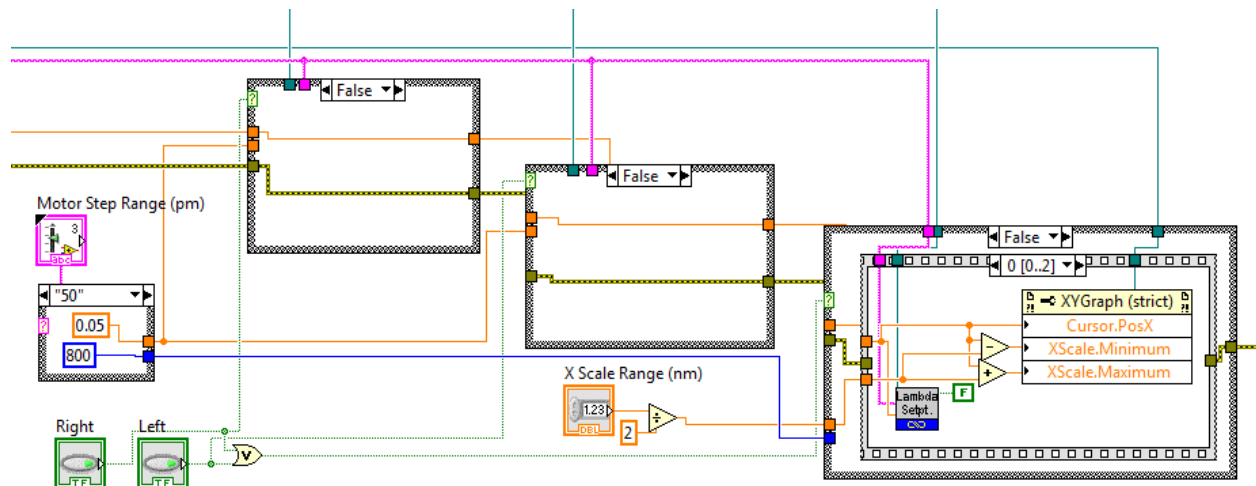 False
?
False
?
Motor Step Range (pm)
3
abc
"50"
?
0.05
800
False
0 [0..2]
?
XYGraph (strict)
Cursor.PosX
XScale.Minimum
XScale.Maximum
−
+
X Scale Range (nm)
1.23
DBL
÷
2
Lambda
Setpt.
F
Right
Left
V
TF
TF